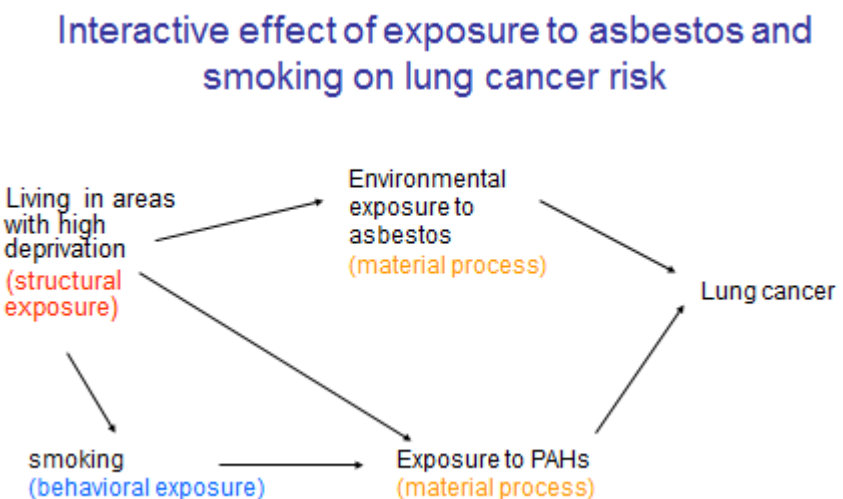 Interactive effect of exposure to asbestos and
smoking on lung cancer risk
Living in areas
with high
deprivation
(structural
exposure)
Environmental
exposure to
asbestos
(material process)
Lung cancer
smoking
(behavioral exposure)
Exposure to PAHs
(material process)